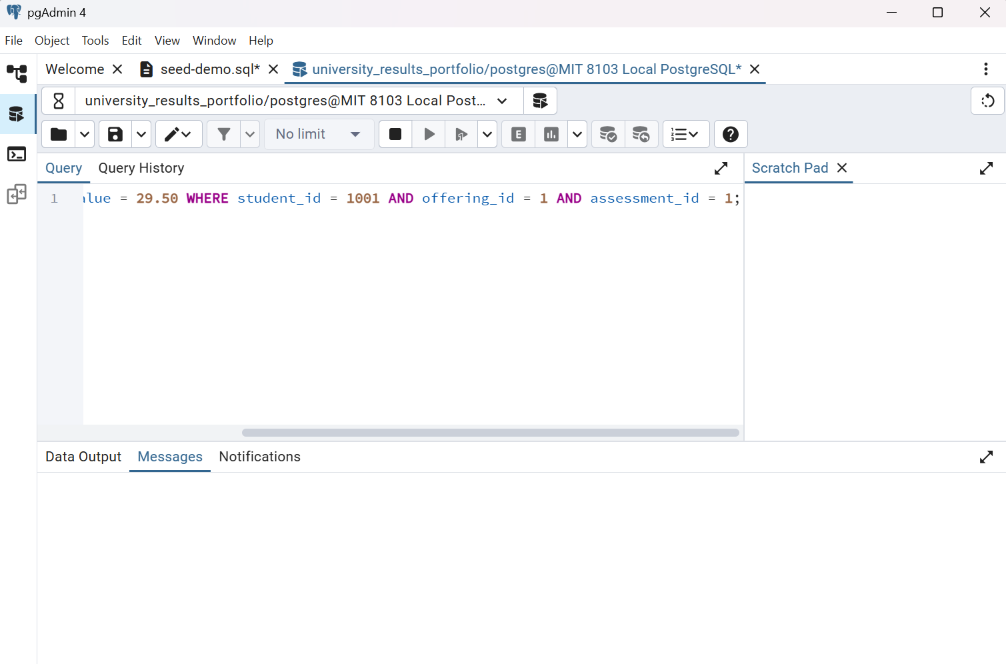 pgAdmin 4
File Object Tools Edit View Window Help
Welcome seed-demo.sql* university_results_portfolio/postgres@MIT 8103 Local PostgreSQL*
university_results_portfolio/postgres@MIT 8103 Local Post...
No limit E
Query Query History Scratch Pad
1 alue = 29.50 WHERE student_id = 1001 AND offering_id = 1 AND assessment_id = 1;
Data Output Messages Notifications